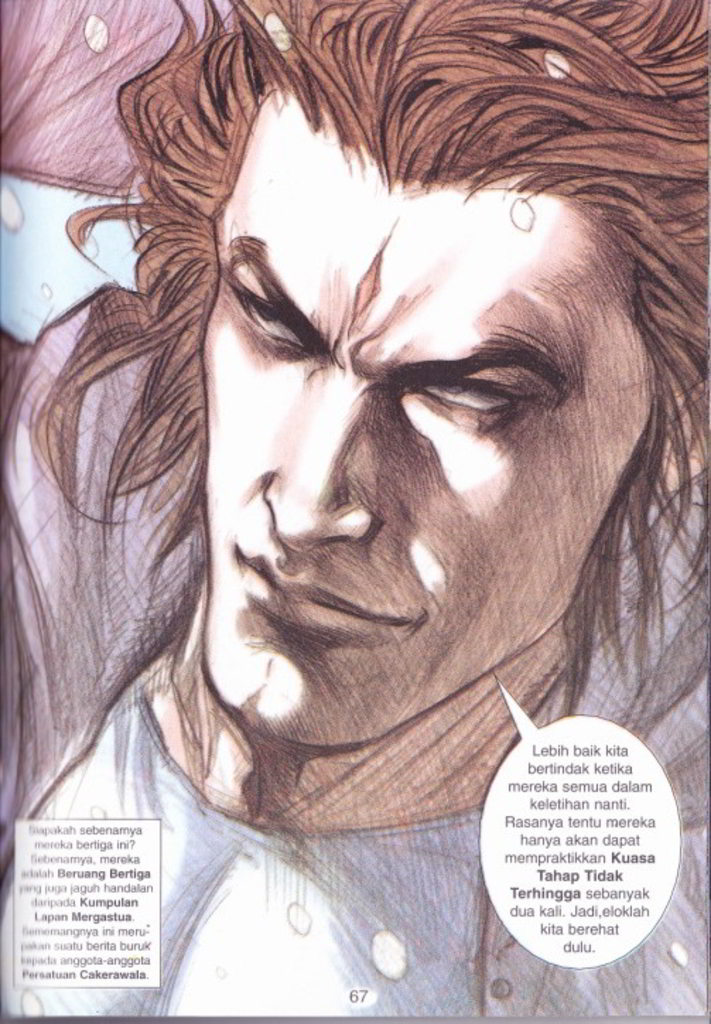 Lebih baik kita
bertindak ketika
mereka semua dalam
keletihan nanti.
Rasanya tentu mereka
hanya akan dapat
mempraktikkan Kuasa
Tahap Tidak
Terhingga sebanyak
dua kali. Jadi,eloklah
kita berehat
dulu.
Siapakah sebenarnya
mereka bertiga ini?
Sebenarnya, mereka
adalah Beruang Bertiga
yang juga jaguh handalan
daripada Kumpulan
Lapan Mergastua.
Sememangnya ini meru-
pakan suatu berita buruk
kepada anggota-anggota
Persatuan Cakerawala.
67